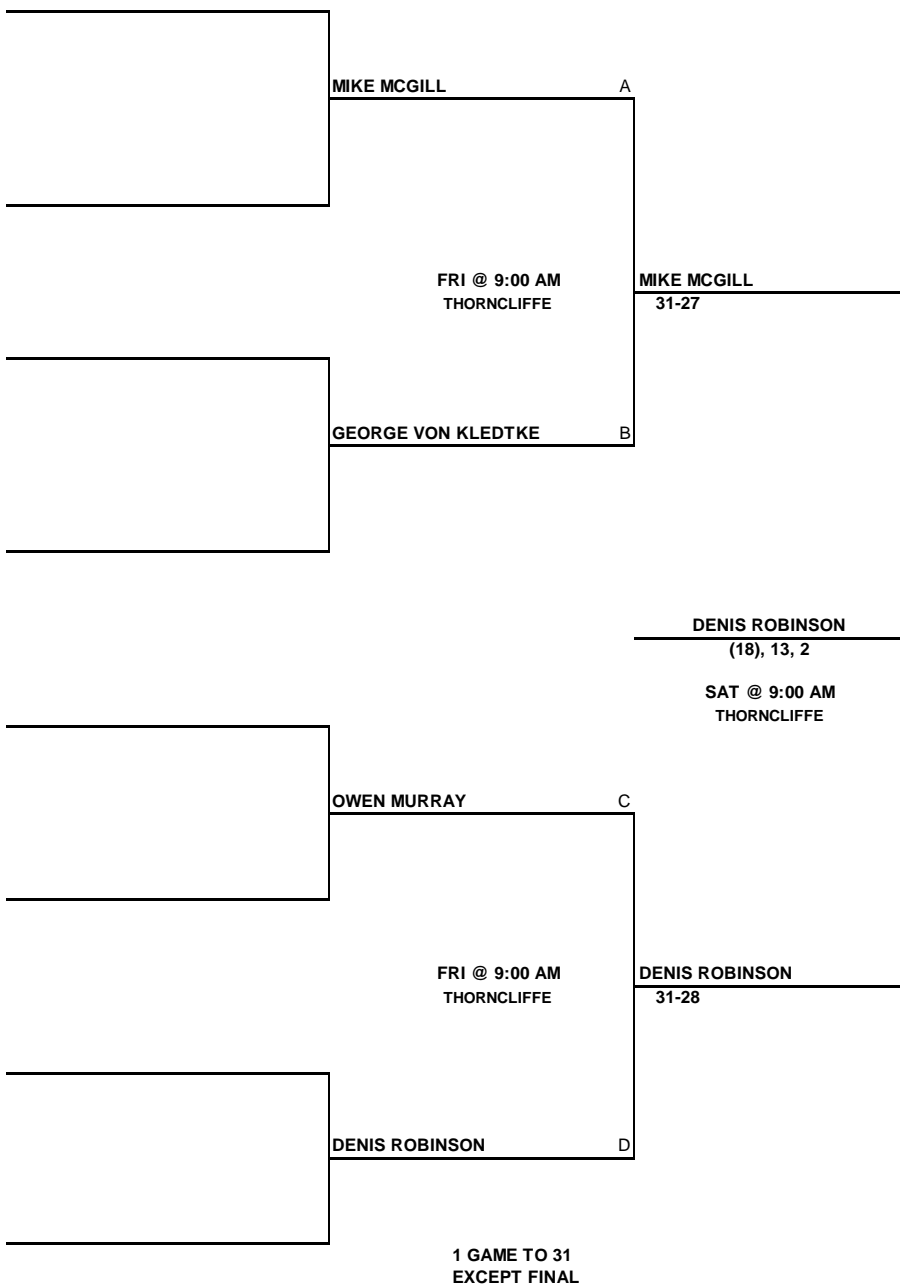 MIKE MCGILL A
FRI @ 9:00 AM MIKE MCGILL
THORNCLIFFE 31-27
GEORGE VON KLEDTKE B
DENIS ROBINSON
(18), 13, 2
SAT @ 9:00 AM
THORNCLIFFE
OWEN MURRAY C
FRI @ 9:00 AM DENIS ROBINSON
THORNCLIFFE 31-28
DENIS ROBINSON D
1 GAME TO 31
EXCEPT FINAL